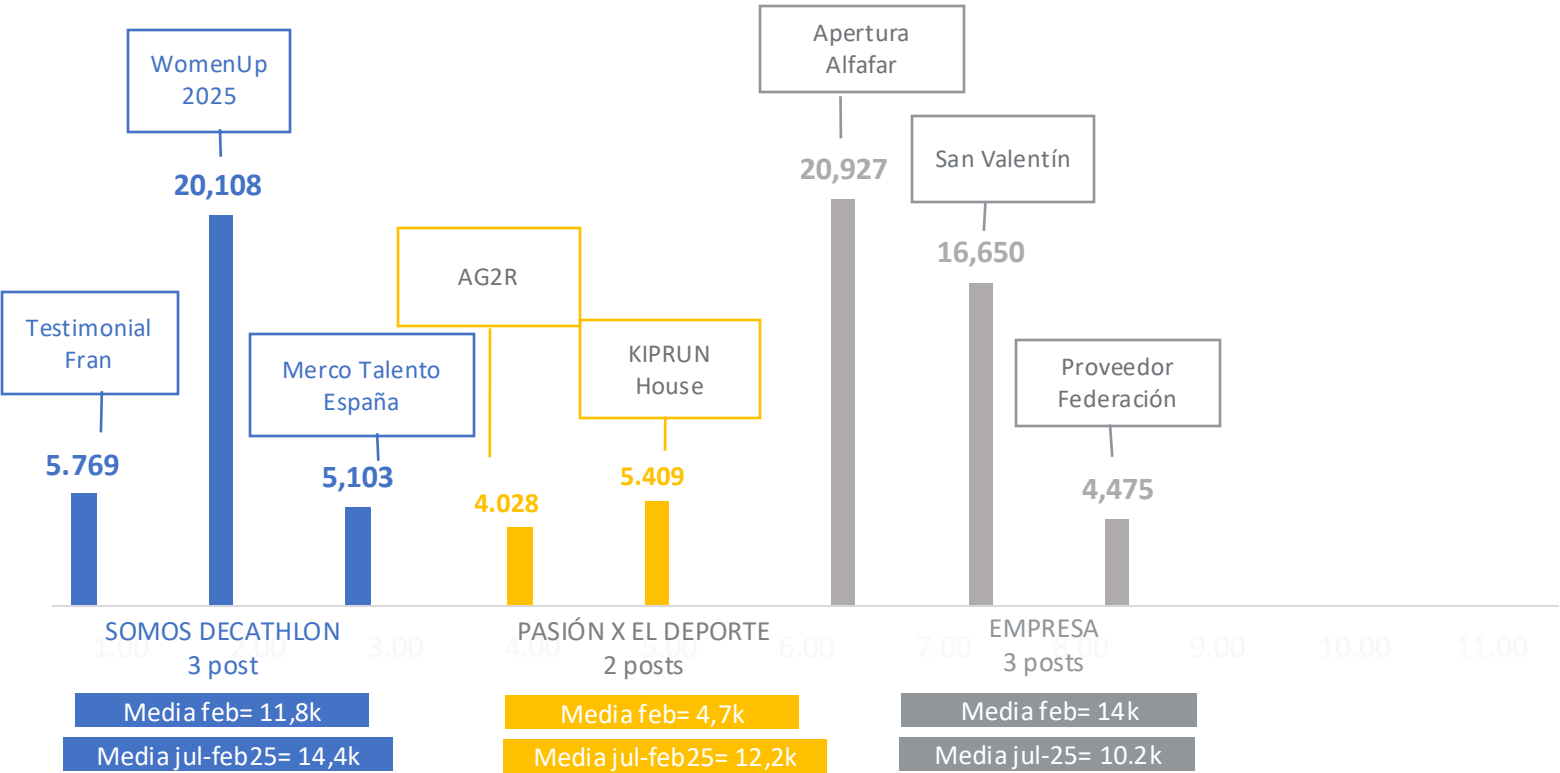 WomenUp
2025
20,108
Testimonial
Fran
5.769
Merco Talento
España
5,103
AG2R
4.028
KIPRUN
House
5.409
Apertura
Alfafar
20,927
San Valentín
16,650
Proveedor
Federación
4,475
1.00 2.00 3.00 4.00 5.00 6.00 7.00 8.00 9.00 10.00 11.00
SOMOS DECATHLON
3 post
Media feb= 11,8k
Media jul-feb25= 14,4k
PASIÓN X EL DEPORTE
2 posts
Media feb= 4,7k
Media jul-feb25= 12,2k
EMPRESA
3 posts
Media feb= 14k
Media jul-25= 10.2k